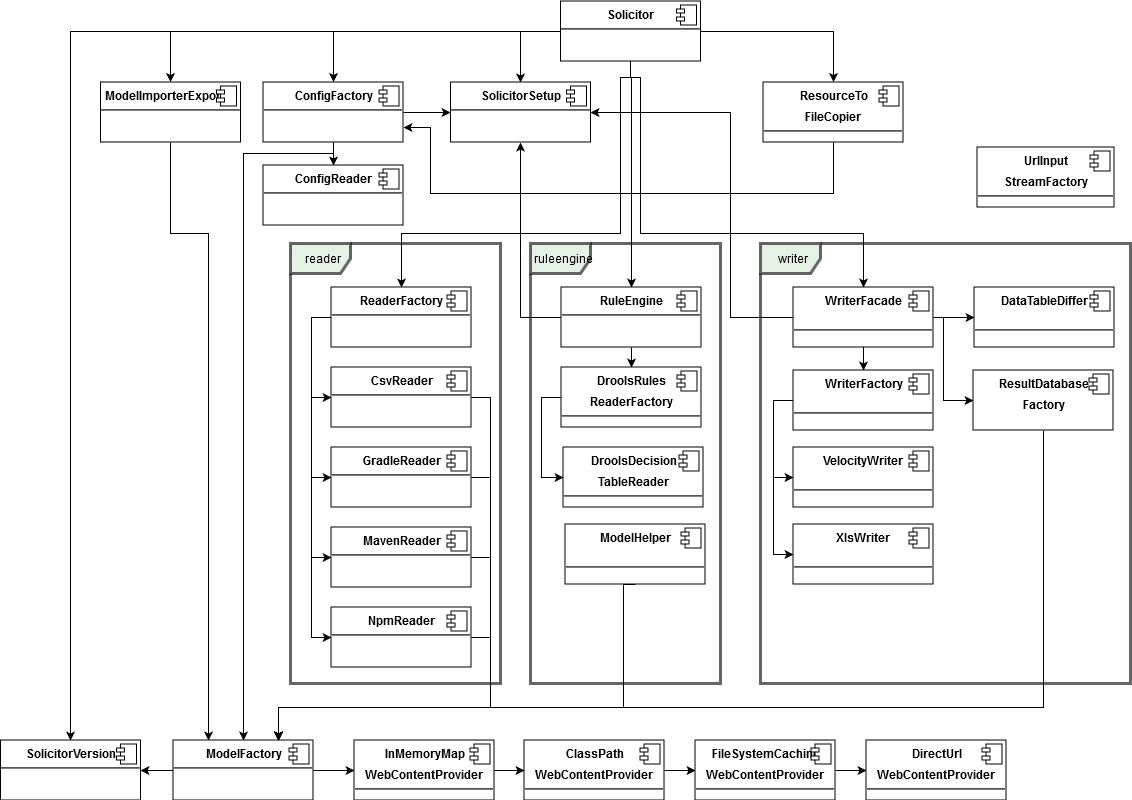 Solicitor
ModelImporterExpo
ConfigFactory
SolicitorSetup
ResourceTo
FileCopier
ConfigReader
UrlInput
StreamFactory
reader
ruleengine
writer
ReaderFactory
RuleEngine
WriterFacade
DataTableDiffer
CsvReader
DroolsRules
ReaderFactory
WriterFactory
ResultDatabase
Factory
GradleReader
DroolsDecision
TableReader
VelocityWriter
MavenReader
ModelHelper
XlsWriter
NpmReader
SolicitorVersion
ModelFactory
InMemoryMap
WebContentProvider
ClassPath
WebContentProvider
FileSystemCachin
WebContentProvider
DirectUrl
WebContentProvider